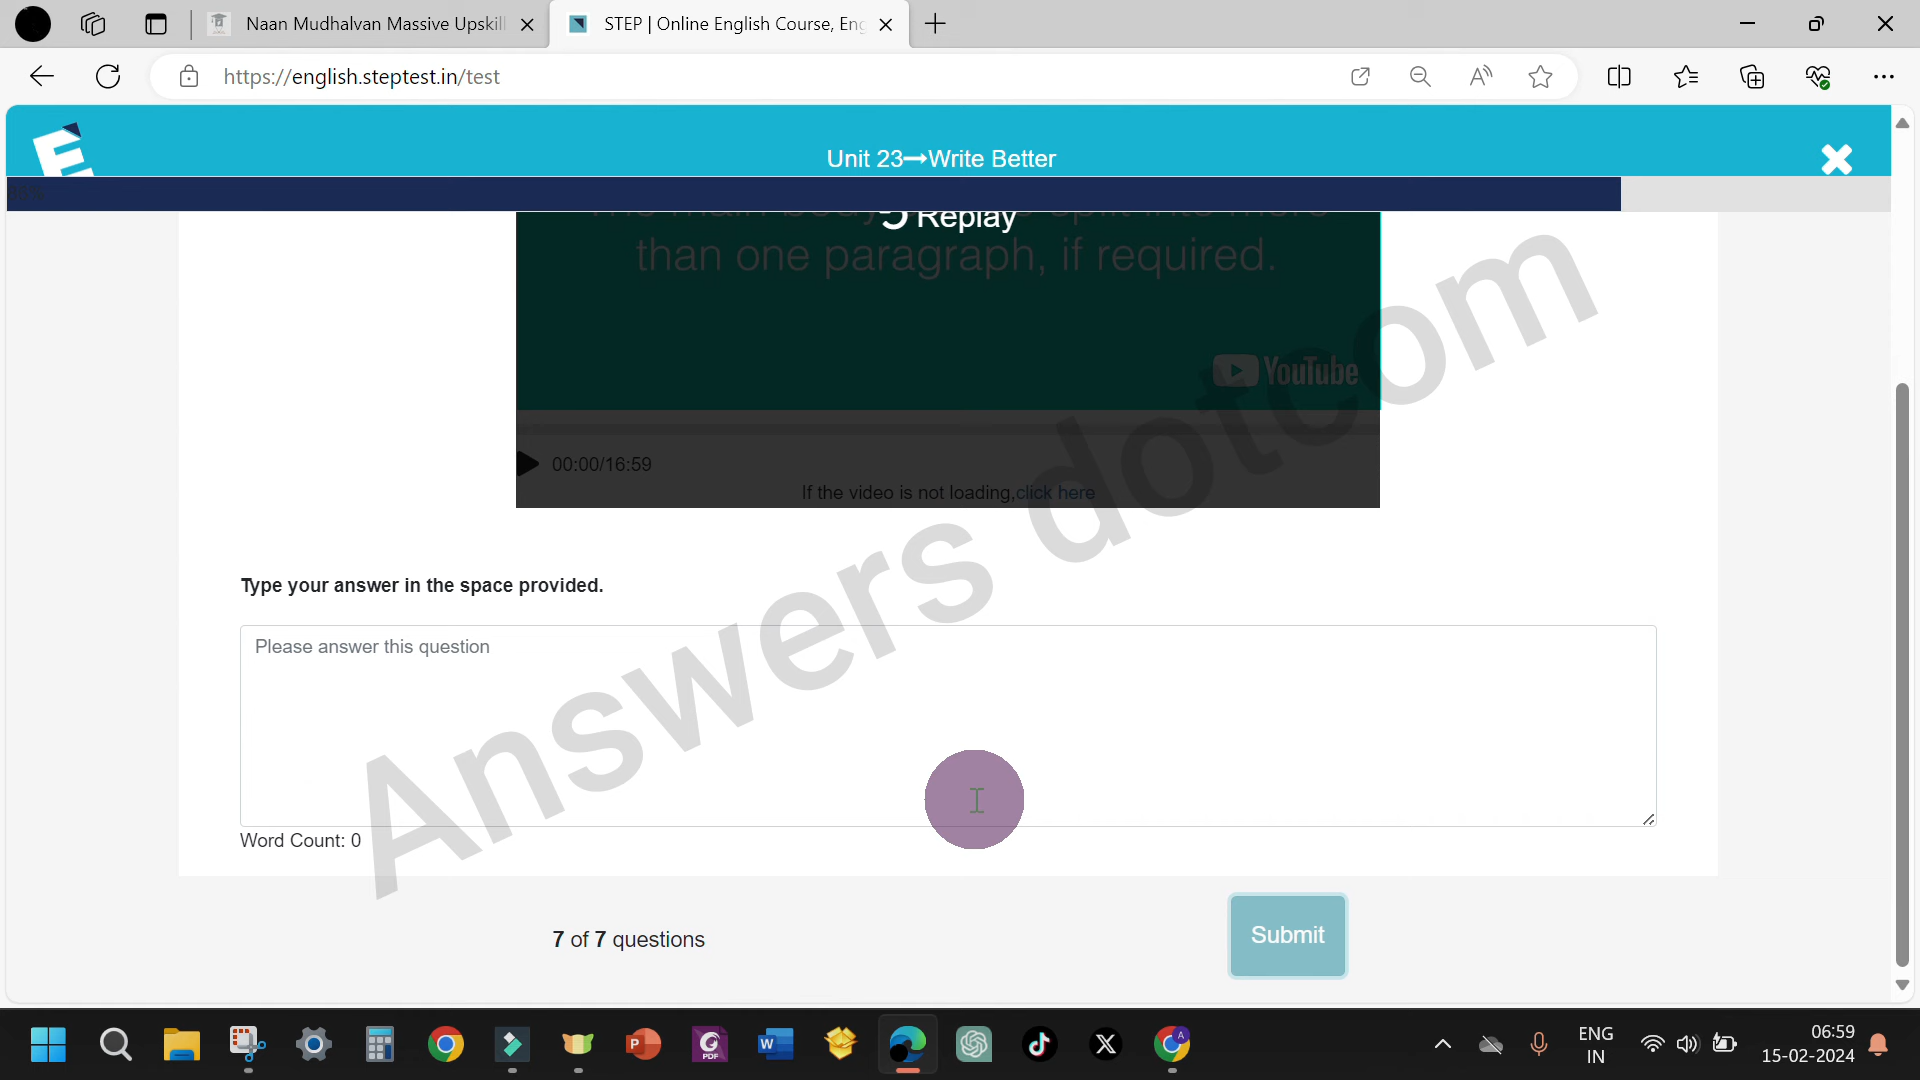 Naan Mudhalvan Massive Upskill
STEP | Online English Course, Eng
https://english.steptest.in/test
Unit 23→Write Better
Replay
than one paragraph, if required.
YouTube
00:00/16:59
If the video is not loading,click here
Type your answer in the space provided.
Please answer this question
Word Count: 0
7 of 7 questions
Submit
Answers dotcom
ENG
IN
06:59
15-02-2024